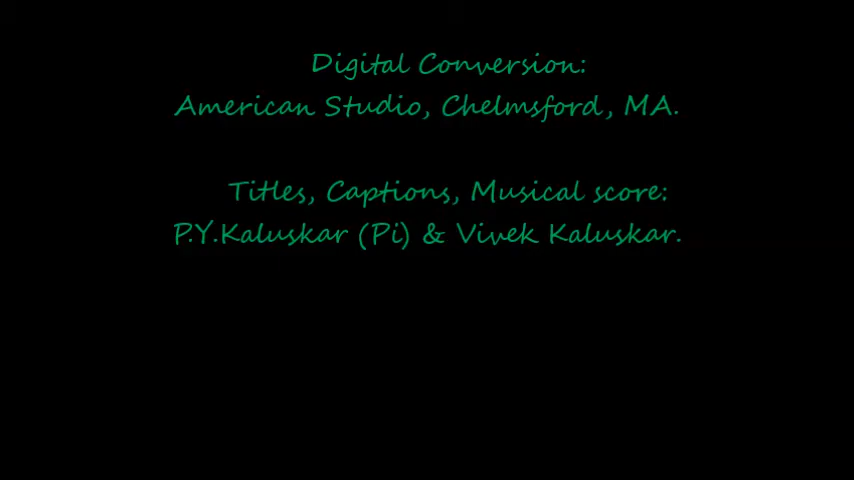 Digital Conversion:
American Studio, Chelmsford, MA.
Titles, Captions, Musical score:
P.Y.Kaluskar (Pi) & Vivek Kaluskar.